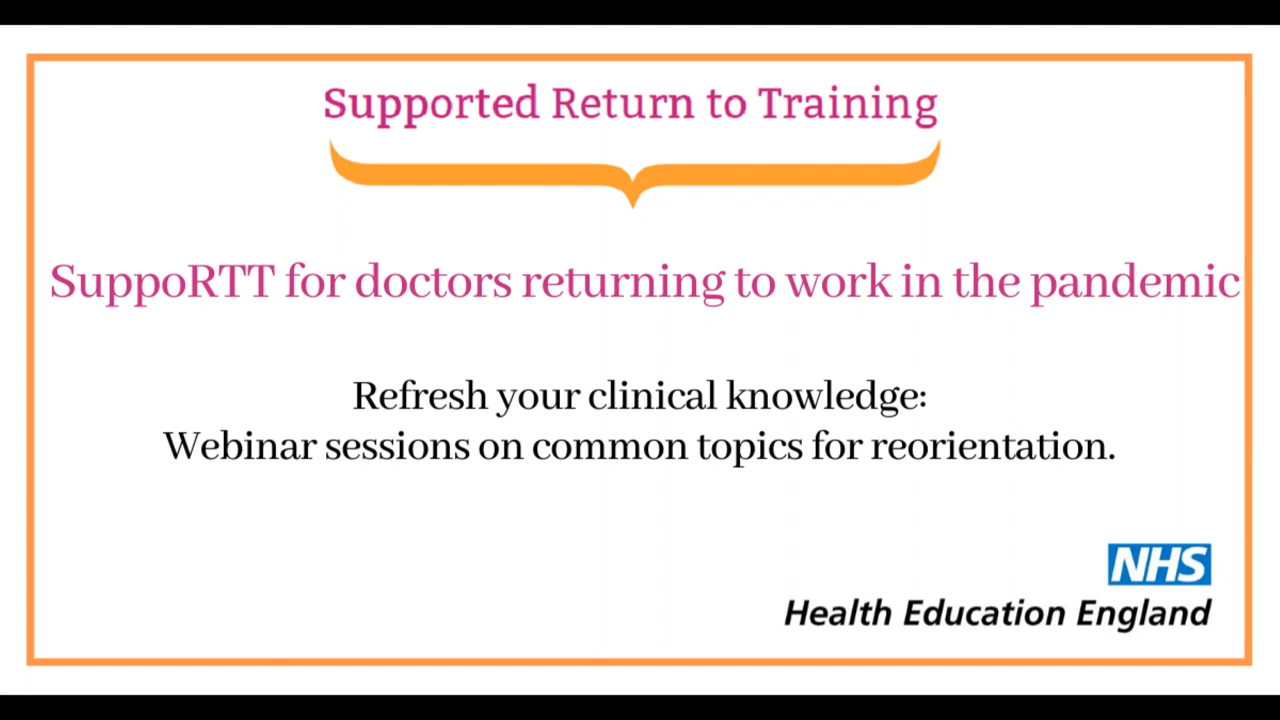 Supported Return to Training
SuppoRTT for doctors returning to work in the pandemic
Refresh your clinical knowledge:
Webinar sessions on common topics for reorientation.
NHS
Health Education England